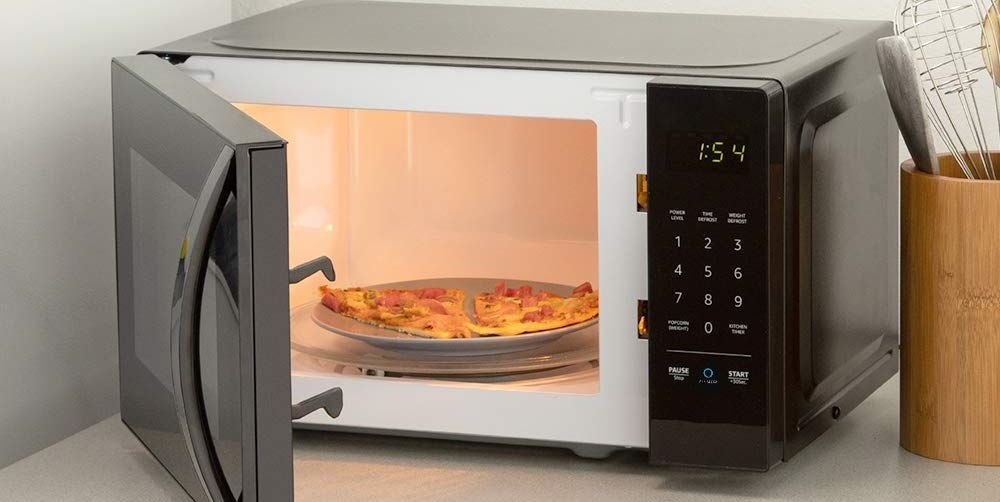 1:54
POWER LEVEL
TIME DEFROST
WEIGHT DEFROST
1 2 3
4 5 6
7 8 9
POPCORN (WEIGHT)
0
KITCHEN TIMER
PAUSE
Stop
START
+30Sec.